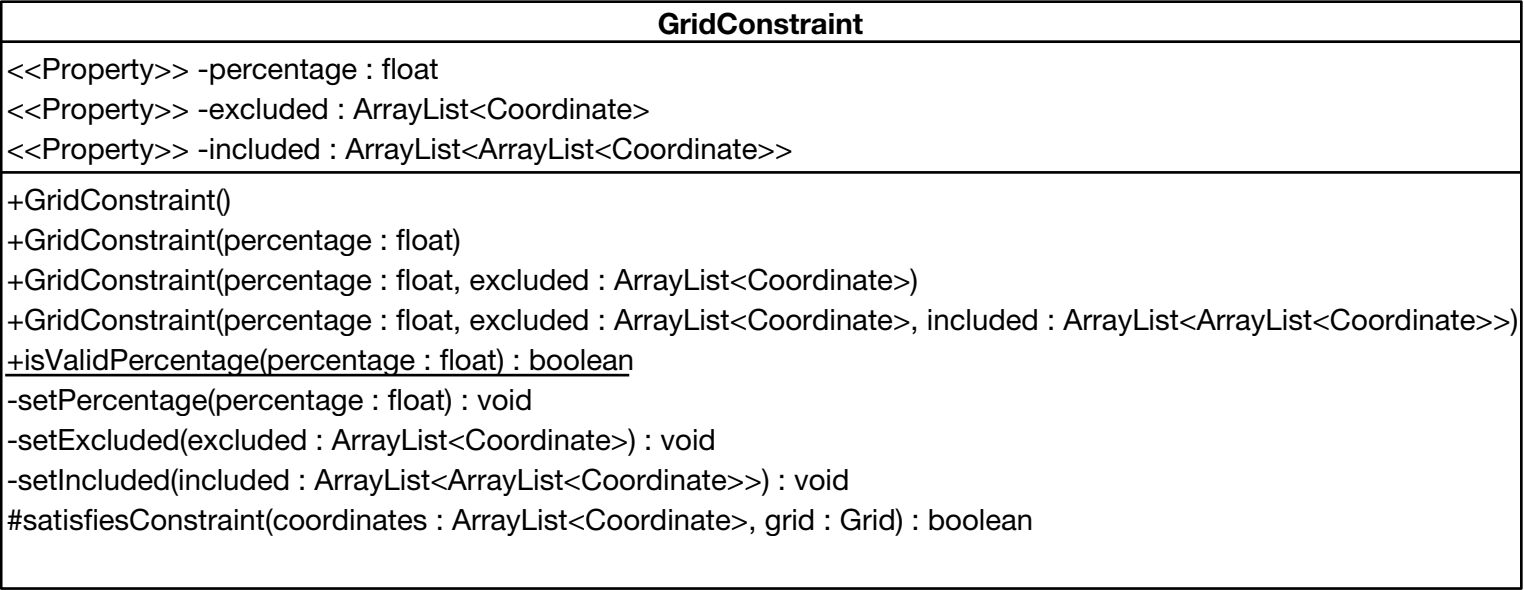 GridConstraint
<<Property>> -percentage : float
<<Property>> -excluded : ArrayList<Coordinate>
<<Property>> -included : ArrayList<ArrayList<Coordinate>>
+GridConstraint()
+GridConstraint(percentage : float)
+GridConstraint(percentage : float, excluded : ArrayList<Coordinate>)
+GridConstraint(percentage : float, excluded : ArrayList<Coordinate>, included : ArrayList<ArrayList<Coordinate>>)
+isValidPercentage(percentage : float) : boolean
-setPercentage(percentage : float) : void
-setExcluded(excluded : ArrayList<Coordinate>) : void
-setIncluded(included : ArrayList<ArrayList<Coordinate>>) : void
#satisfiesConstraint(coordinates : ArrayList<Coordinate>, grid : Grid) : boolean